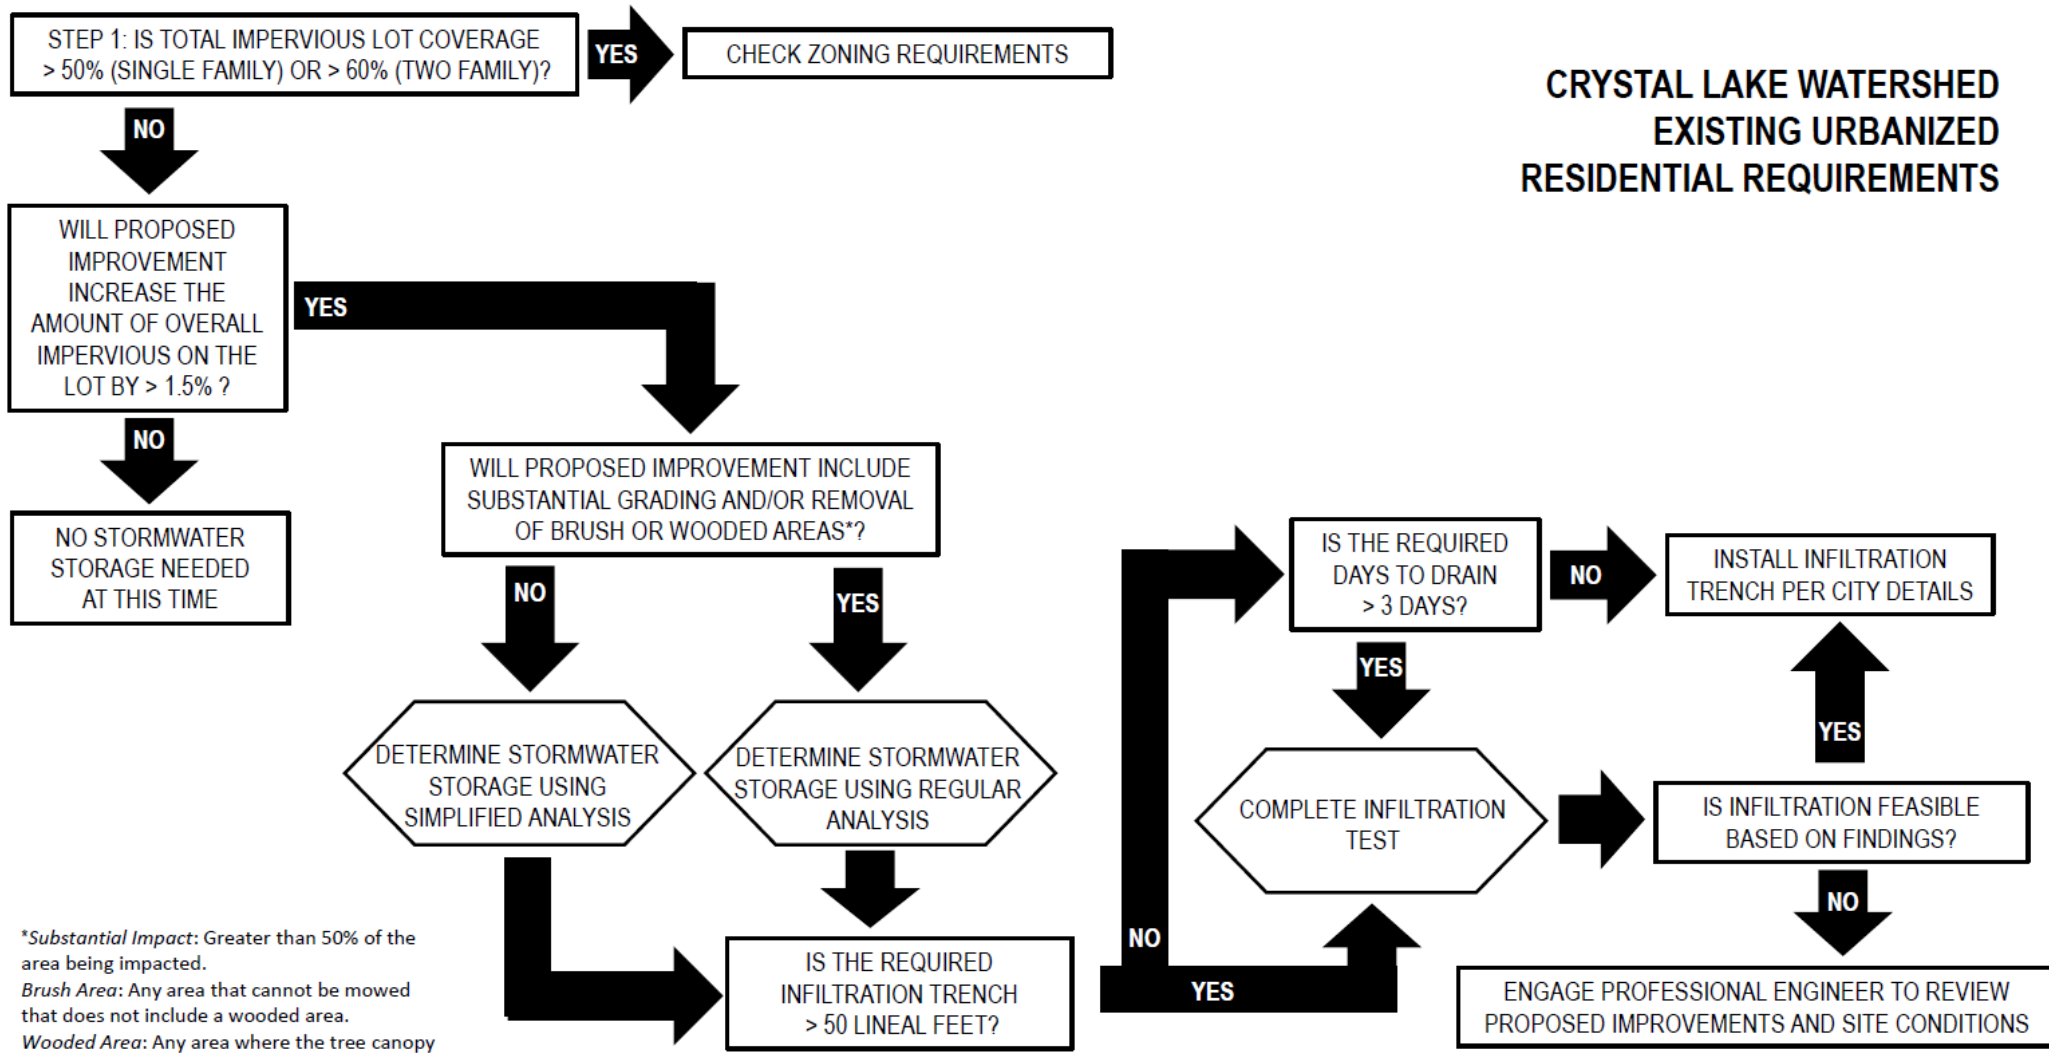 STEP 1: IS TOTAL IMPERVIOUS LOT COVERAGE
> 50% (SINGLE FAMILY) OR > 60% (TWO FAMILY)?
YES
CHECK ZONING REQUIREMENTS
CRYSTAL LAKE WATERSHED
EXISTING URBANIZED
RESIDENTIAL REQUIREMENTS
NO
WILL PROPOSED
IMPROVEMENT
INCREASE THE
AMOUNT OF OVERALL
IMPERVIOUS ON THE
LOT BY > 1.5% ?
YES
NO
NO STORMWATER
STORAGE NEEDED
AT THIS TIME
WILL PROPOSED IMPROVEMENT INCLUDE
SUBSTANTIAL GRADING AND/OR REMOVAL
OF BRUSH OR WOODED AREAS*?
NO
YES
DETERMINE STORMWATER
STORAGE USING
SIMPLIFIED ANALYSIS
DETERMINE STORMWATER
STORAGE USING REGULAR
ANALYSIS
IS THE REQUIRED
INFILTRATION TRENCH
> 50 LINEAL FEET?
NO
YES
IS THE REQUIRED
DAYS TO DRAIN
> 3 DAYS?
NO
INSTALL INFILTRATION
TRENCH PER CITY DETAILS
YES
COMPLETE INFILTRATION
TEST
YES
IS INFILTRATION FEASIBLE
BASED ON FINDINGS?
NO
ENGAGE PROFESSIONAL ENGINEER TO REVIEW
PROPOSED IMPROVEMENTS AND SITE CONDITIONS
*Substantial Impact: Greater than 50% of the
area being impacted.
Brush Area: Any area that cannot be mowed
that does not include a wooded area.
Wooded Area: Any area where the tree canopy